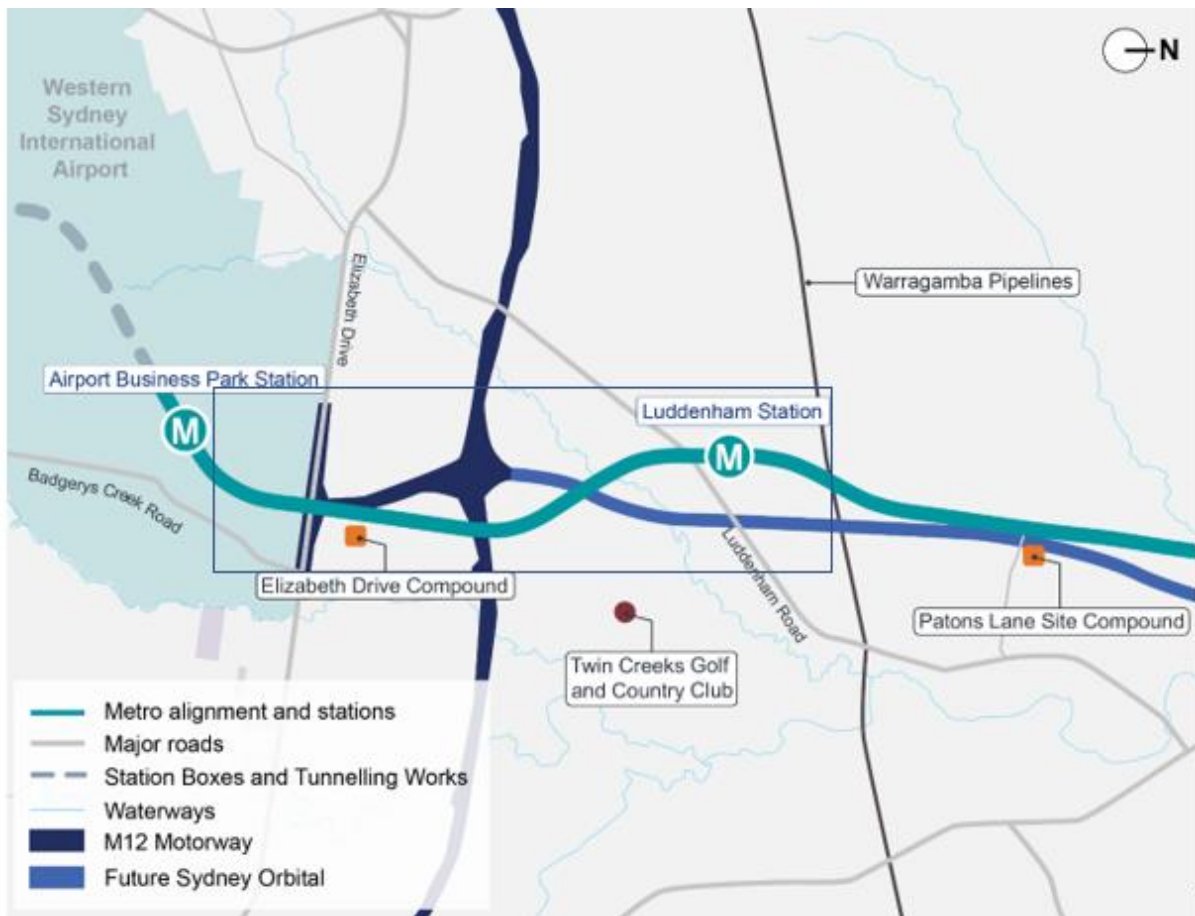 N
Western
Sydney
International
Airport
Elizabeth Drive
Warragamba Pipelines
Airport Business Park Station
Luddenham Station
M
M
Badgerys Creek Road
Luddenham Road
Elizabeth Drive Compound
Patons Lane Site Compound
Twin Creeks Golf
and Country Club
Metro alignment and stations
Major roads
Station Boxes and Tunnelling Works
Waterways
M12 Motorway
Future Sydney Orbital